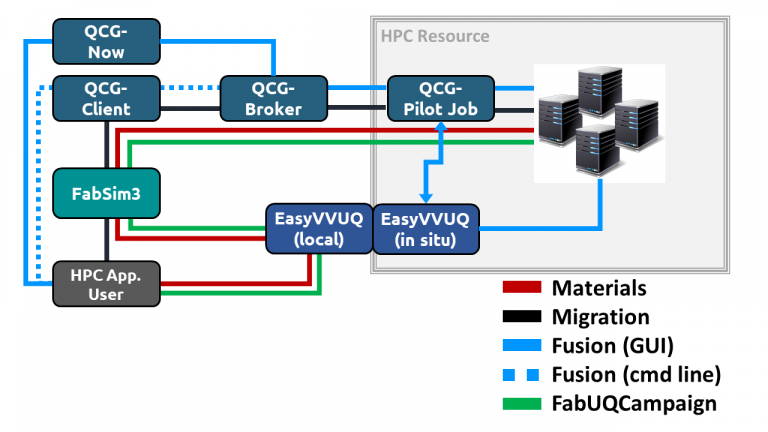 QCG-
Now
HPC Resource
QCG-
Client
QCG-
Broker
QCG-
Pilot Job
FabSim3
EasyVVUQ
(local)
EasyVVUQ
(in situ)
HPC App.
User
Materials
Migration
Fusion (GUI)
Fusion (cmd line)
FabUQCampaign